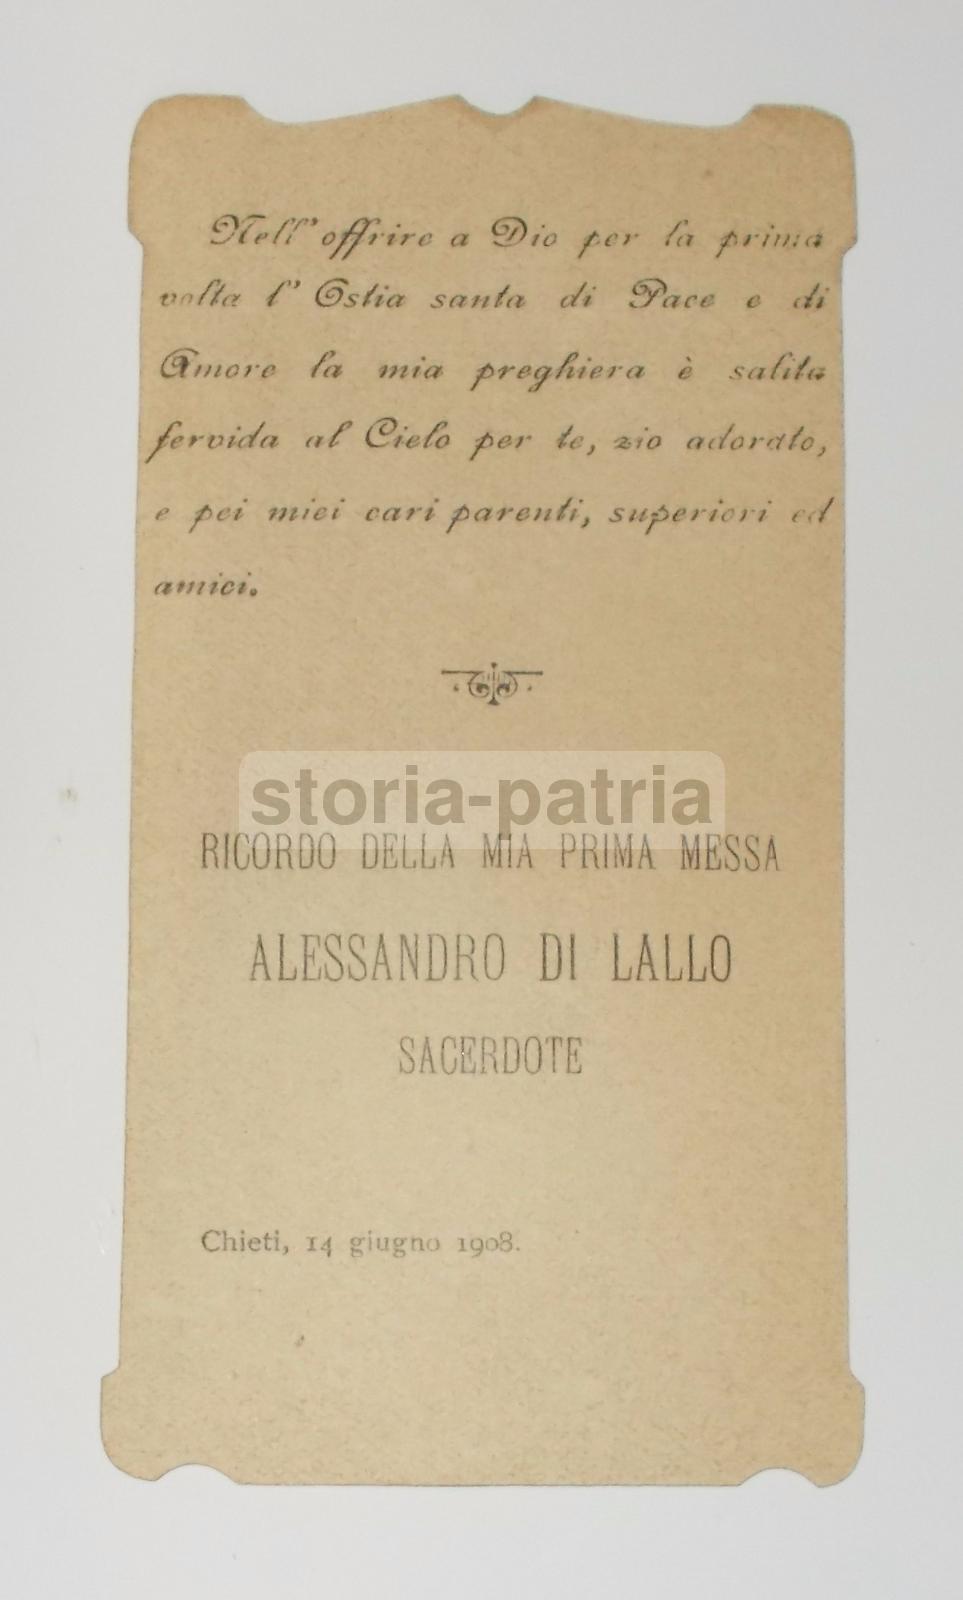 Nell' offrire a Dio per la prima
volta l' Ostia santa di Pace e di
Amore la mia preghiera è salita
fervida al Cielo per te, zio adorato,
e pei miei cari parenti, superiori ed
amici.
storia-patria
RICORDO DELLA MIA PRIMA MESSA
ALESSANDRO DI LALLO
SACERDOTE
Chieti, 14 giugno 1908.